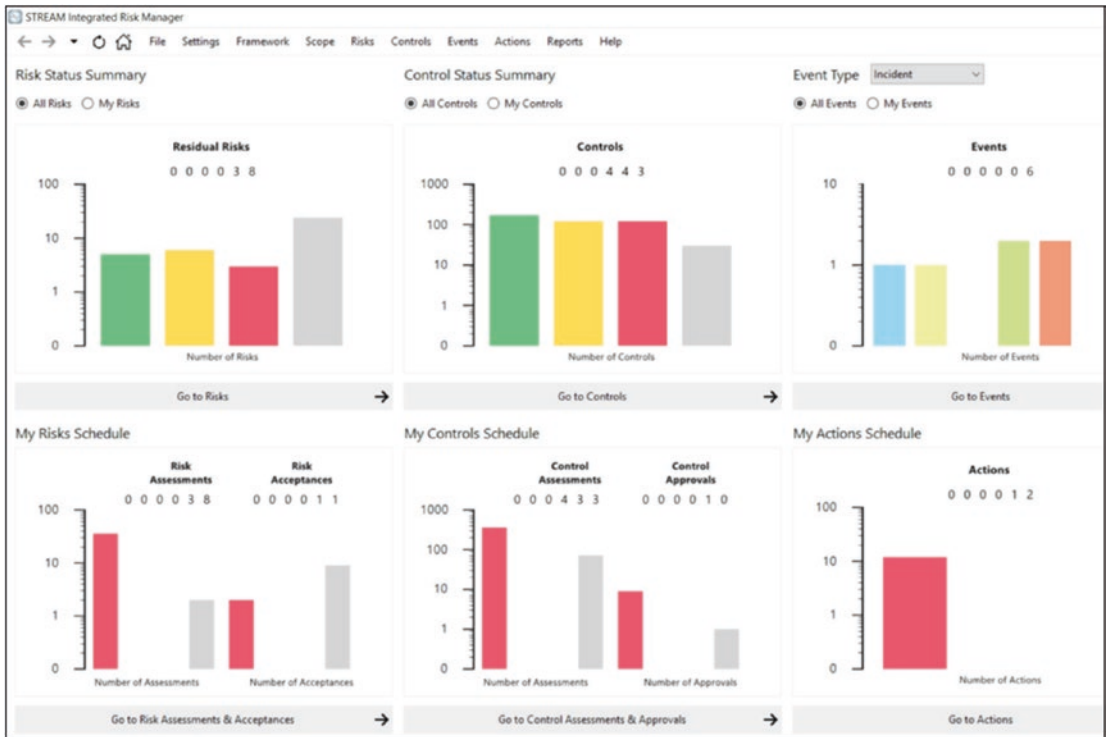 STREAM Integrated Risk Manager
File Settings Framework Scope Risks Controls Events Actions Reports Help
Risk Status Summary
All Risks My Risks
Residual Risks
0 0 0 0 3 8
100
10
1
0
Number of Risks
Go to Risks
Control Status Summary
All Controls My Controls
Controls
0 0 0 4 4 3
1000
100
10
1
0
Number of Controls
Go to Controls
Event Type Incident
All Events My Events
Events
0 0 0 0 0 6
10
1
0
Number of Events
Go to Events
My Risks Schedule
Risk Assessments
0 0 0 0 3 8
Risk Acceptances
0 0 0 0 1 1
100
10
1
0
Number of Assessments
Number of Acceptances
Go to Risk Assessments & Acceptances
My Controls Schedule
Control Assessments
0 0 0 4 3 3
Control Approvals
0 0 0 0 1 0
1000
100
10
1
0
Number of Assessments
Number of Approvals
Go to Control Assessments & Approvals
My Actions Schedule
Actions
0 0 0 0 1 2
100
10
1
0
Number of Actions
Go to Actions